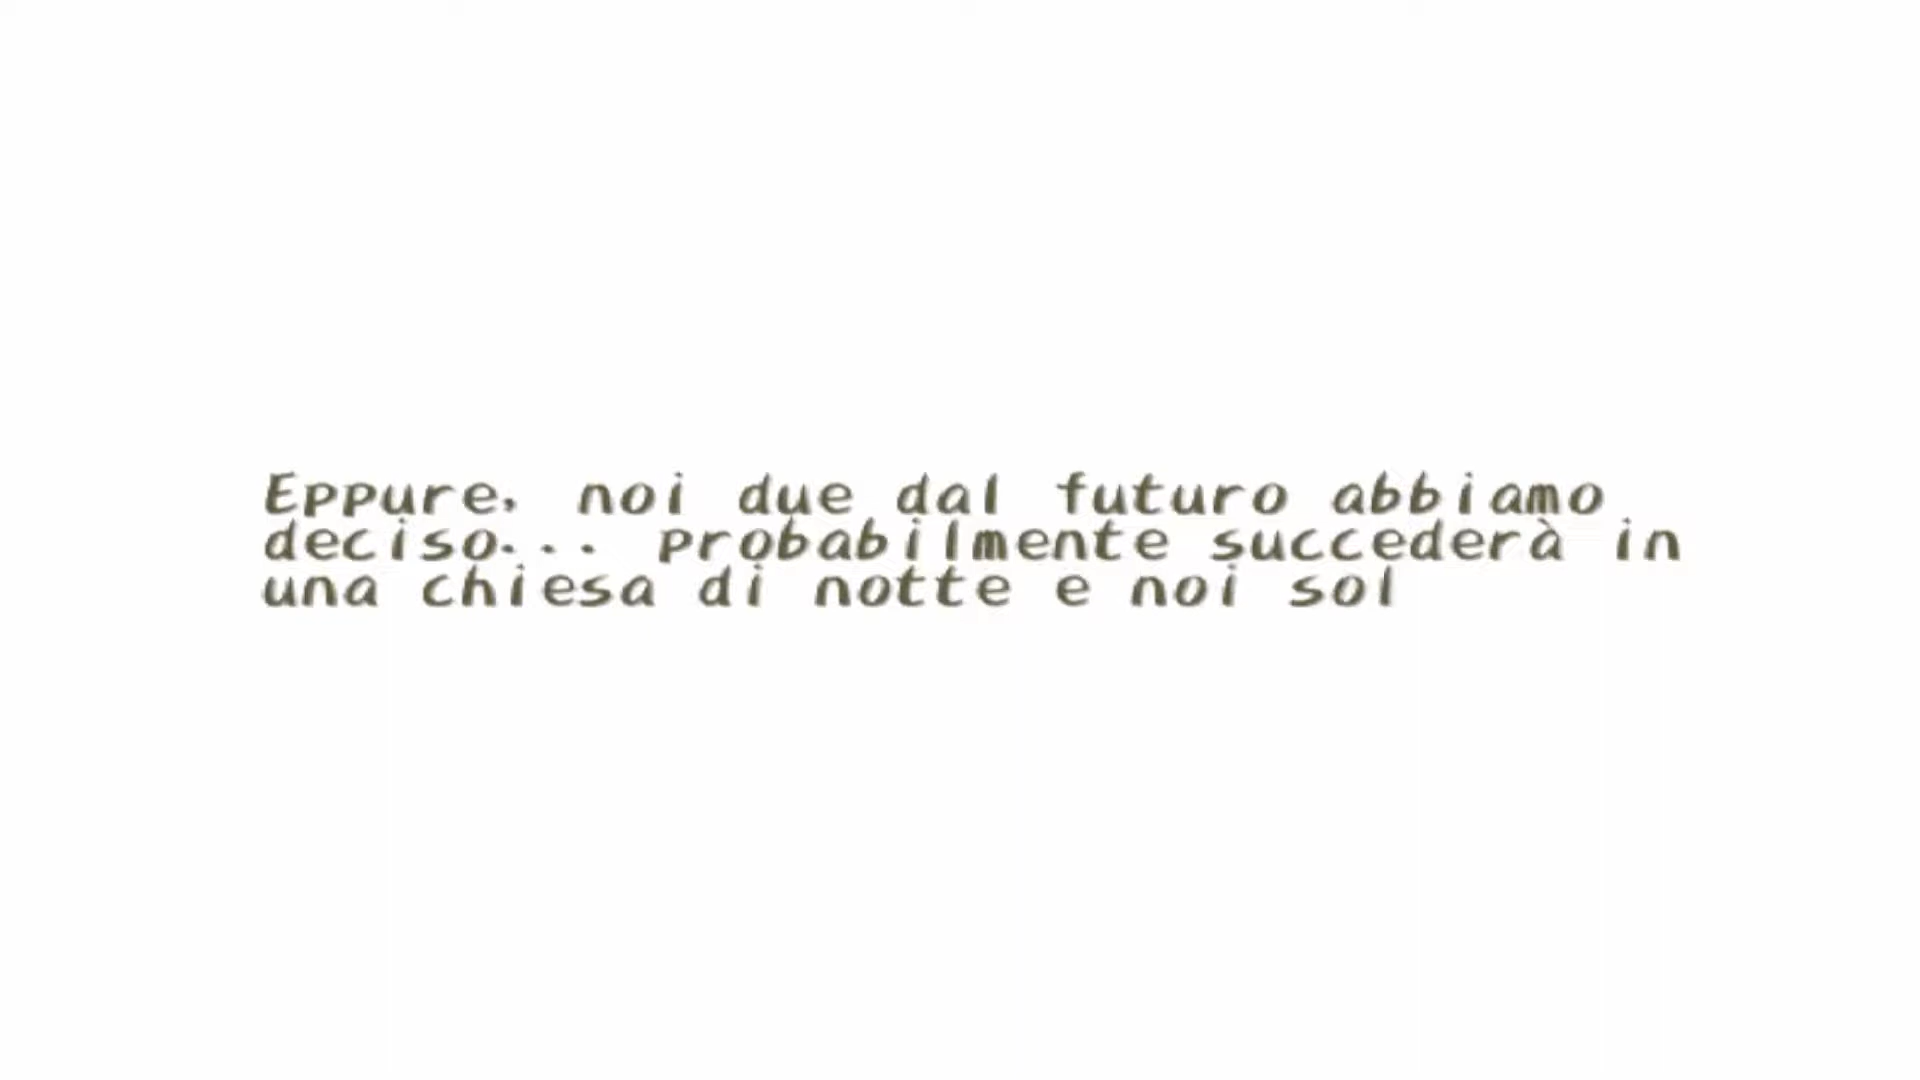 Eppure, noi due dal futuro abbiamo
deciso... probabilmente succederà in
una chiesa di notte e noi sol